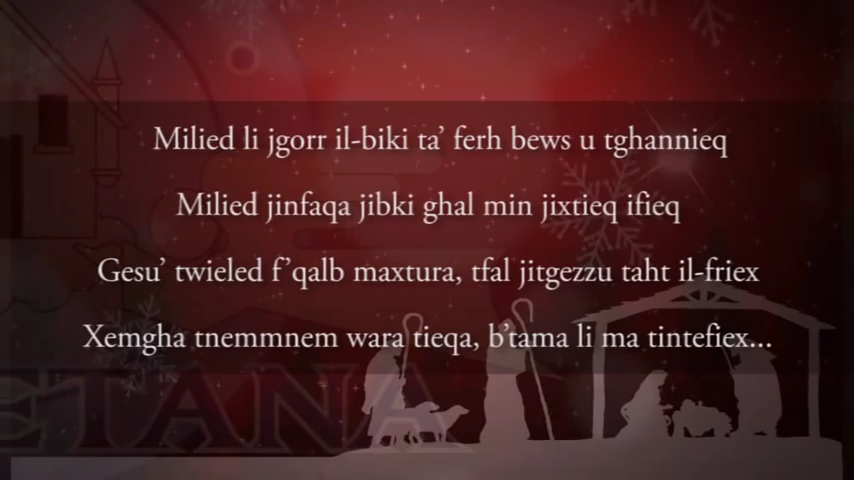 Milied li jgorr il-biki ta’ ferh bews u tghannieq
Milied jinfaqa jibki ghal min jixtieq ifieq
Gesu’ twieled f’qalb maxtura, tfal jitgezzu taht il-friex
Xemgha tnemmnem wara tieqa, b’tama li ma tintefiex...
ETANA